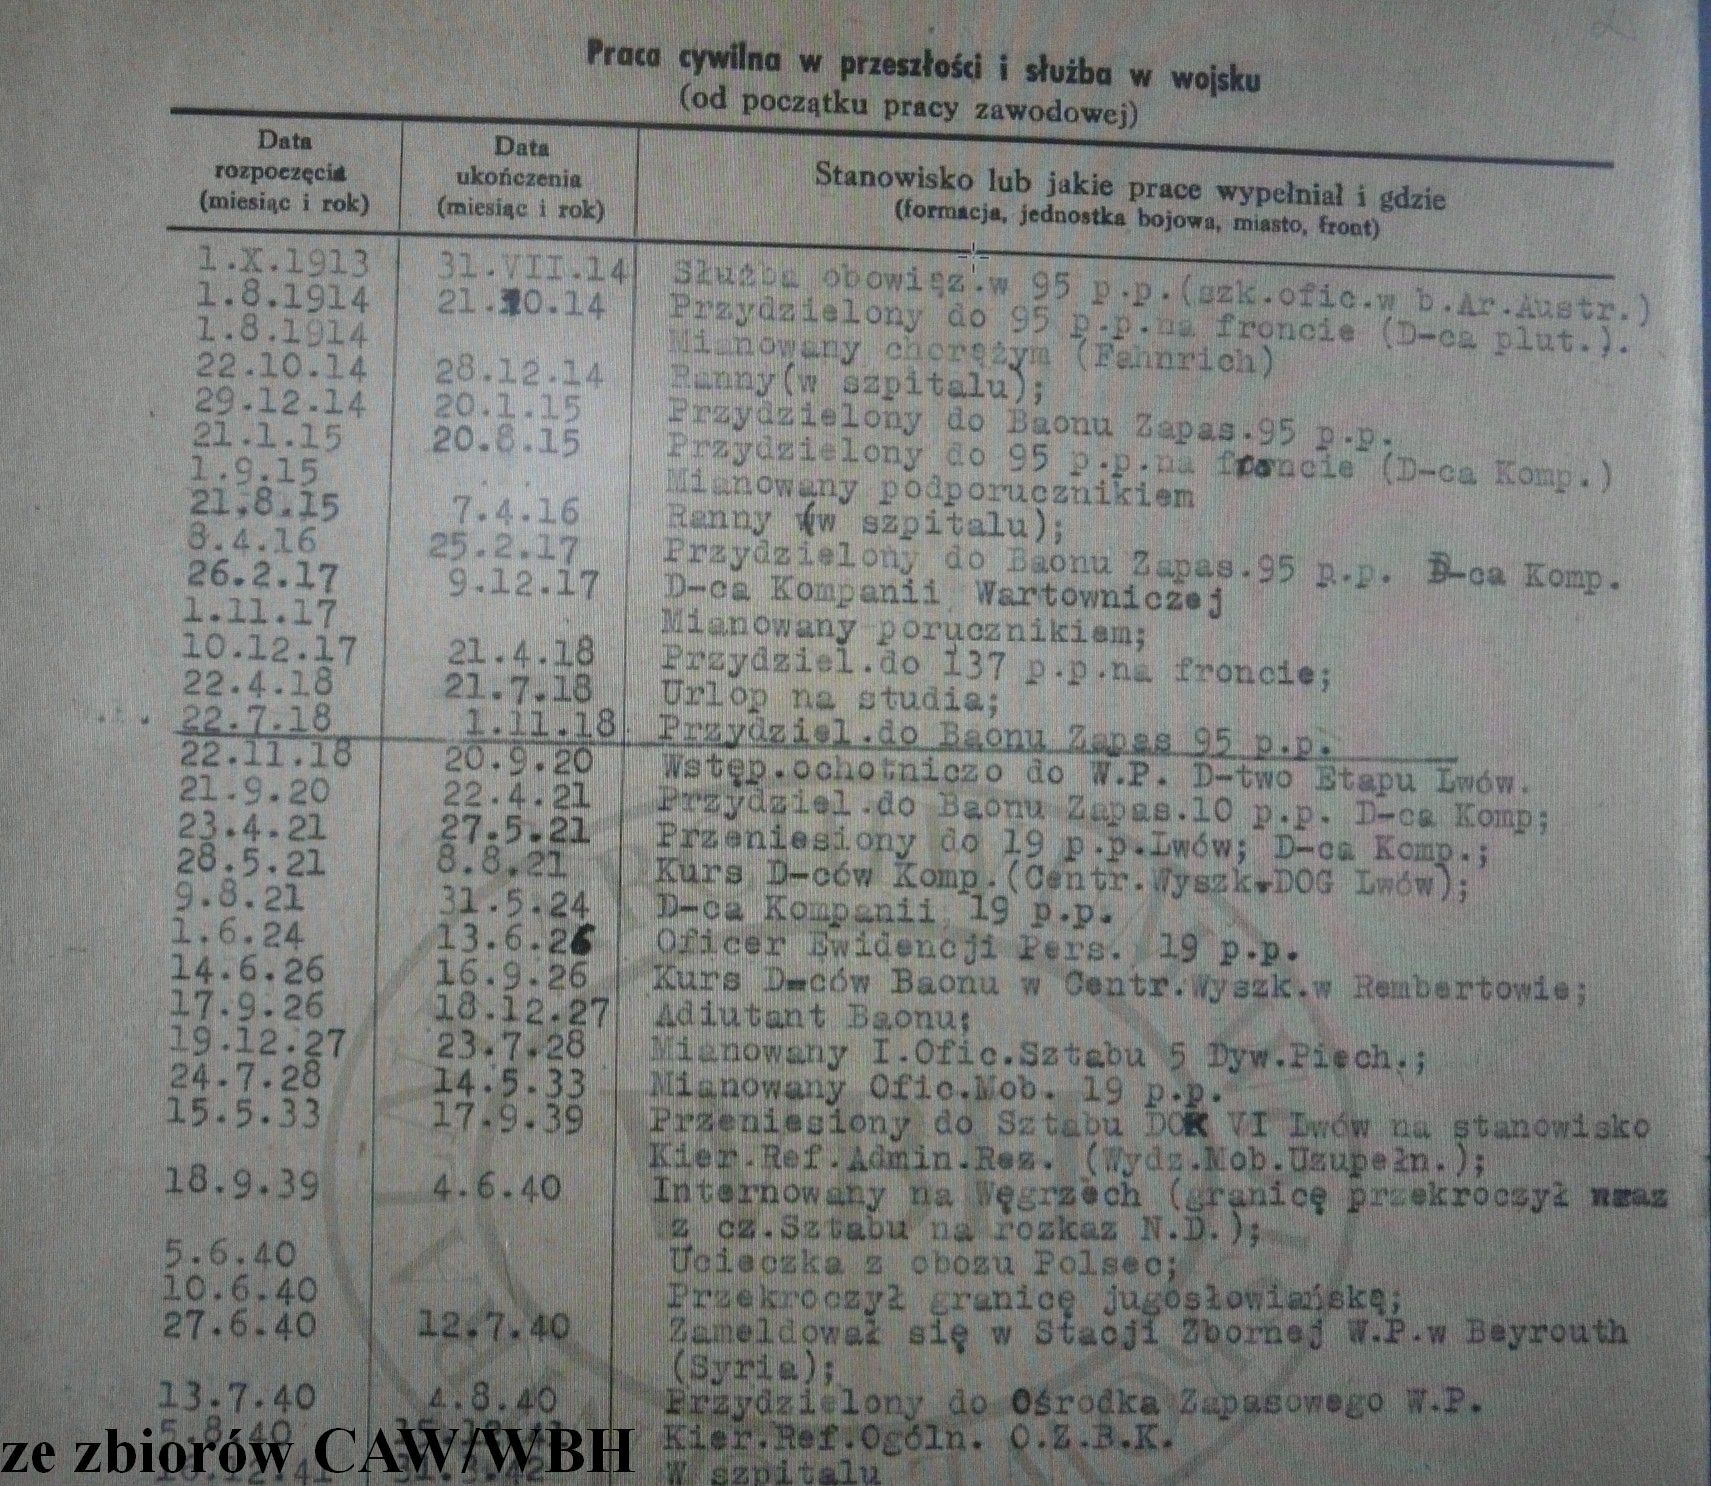 Praca cywilna w przeszłości i służba w wojsku
(od początku pracy zawodowej)
Data rozpoczęcia (miesiąc i rok) Data ukończenia (miesiąc i rok) Stanowisko lub jakie prace wypełniał i gdzie (formacja, jednostka bojowa, miasto, front)
1.X.1913 31.VII.14 Służba obowięz.w 95 p.p.(szk.ofic.w b.Ar.Austr.)
1.8.1914 21.10.14 Przydzielony do 95 p.p.na froncie (D-ca plut.).
1.8.1914 Mianowany chorężym (Fahnrich)
22.10.14 28.12.14 Ranny(w szpitalu);
29.12.14 20.1.15 Przydzielony do Baonu Zapas.95 p.p.
21.1.15 20.8.15 Przydzielony do 95 p.p.na froncie (D-ca Komp.)
1.9.15 Mianowany podporucznikiem
21.8.15 7.4.16 Ranny (w szpitalu);
8.4.16 25.2.17 Przydzielony do Baonu Zapas.95 p.p. D-ca Komp.
26.2.17 9.12.17 D-ca Kompanii Wartowniczej
1.11.17 Mianowany porucznikiem;
10.12.17 21.4.18 Przydziel.do 137 p.p.na froncie;
22.4.18 21.7.18 Urlop na studia;
22.7.18 1.11.18 Przydziel.do Baonu Zapas 95 p.p.
22.11.18 20.9.20 Wstęp.ochotniczo do W.P. D-two Etapu Lwów.
21.9.20 22.4.21 Przydziel.do Baonu Zapas.10 p.p. D-ca Komp;
23.4.21 27.5.21 Przeniesiony do 19 p.p.Lwów; D-ca Komp.;
28.5.21 8.8.21 Kurs D-ców Komp.(Centr.Wyszk.DOG Lwów);
9.8.21 31.5.24 D-ca Kompanii 19 p.p.
1.6.24 13.6.26 Oficer Ewidencji Pers. 19 p.p.
14.6.26 16.9.26 Kurs D-ców Baonu w Centr.Wyszk.w Rembertowie;
17.9.26 18.12.27 Adiutant Baonu;
19.12.27 23.7.28 Mianowany I.Ofic.Sztabu 5 Dyw.Piech.;
24.7.28 14.5.33 Mianowany Ofic.Mob. 19 p.p.
15.5.33 17.9.39 Przeniesiony do Sztabu DOK VI Lwów na stanowisko
Kier.Ref.Admin.Rez. (Wydz.Mob.Uzupełn.);
18.9.39 4.6.40 Internowany na Węgrzech (granicę przekroczył wraz
z cz.Sztabu na rozkaz N.D.);
5.6.40 Ucieczka z obozu Polsec;
10.6.40 Przekroczył granicę jugosłowiańską;
27.6.40 12.7.40 Zameldował się w Stacji Zbornej W.P.w Beyrouth
(Syria);
13.7.40 4.8.40 Przydzielony do Ośrodka Zapasowego W.P.
5.8.40 Kier.Ref.Ogóln. O.Z.B.K.
W szpitalu
ze zbiorów CAW/WBH